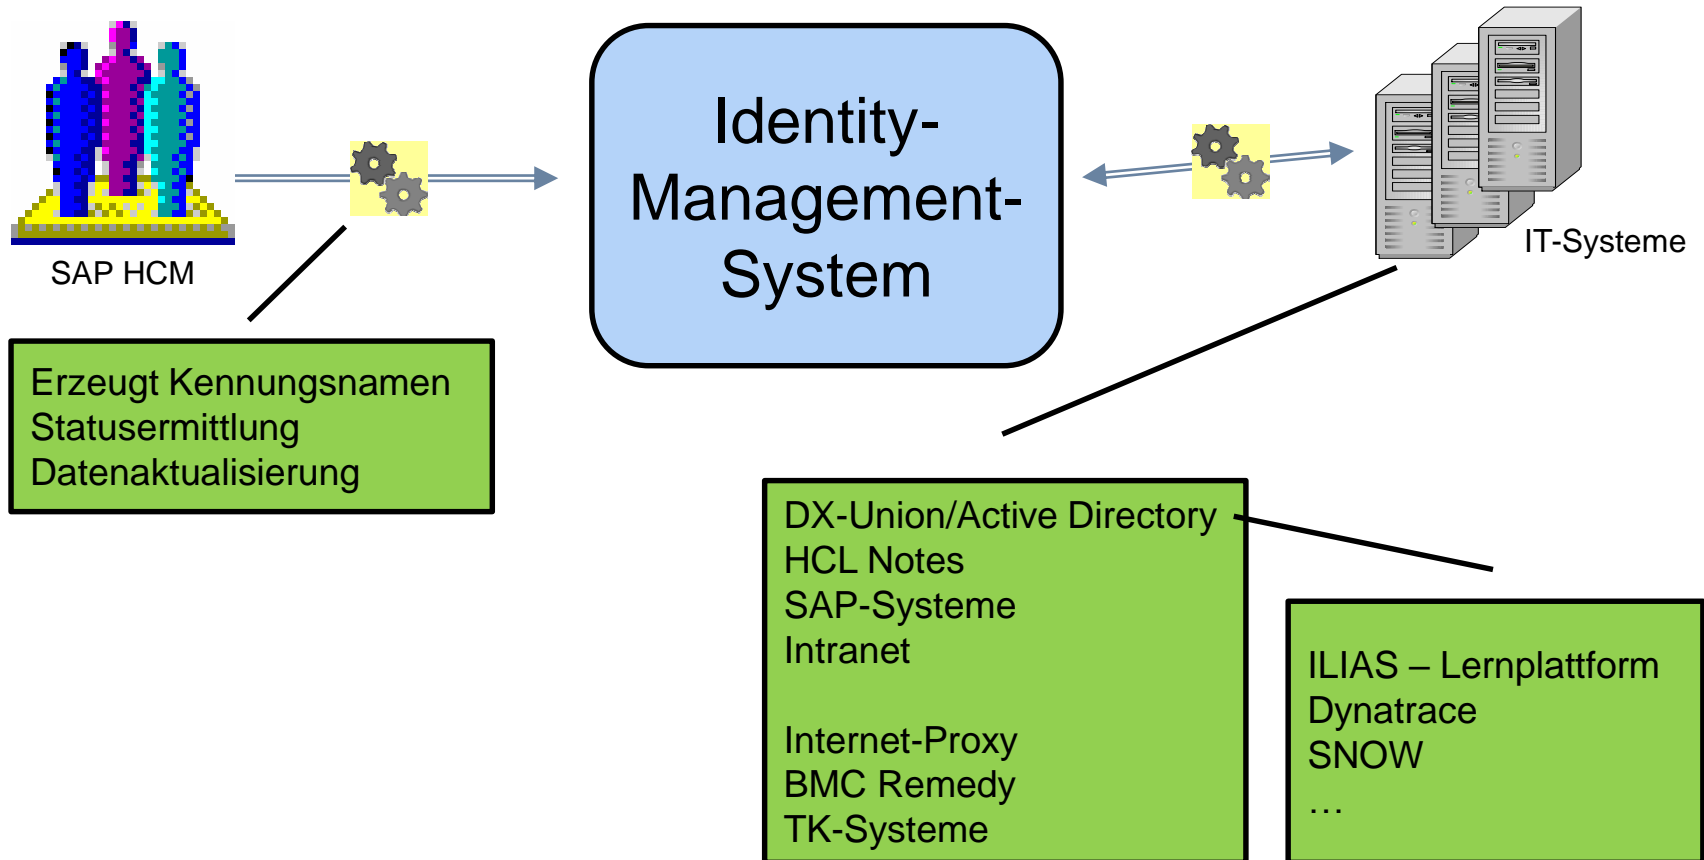 Identity-
Management-
System
SAP HCM
IT-Systeme
Erzeugt Kennungsnamen
Statusermittlung
Datenaktualisierung
DX-Union/Active Directory
HCL Notes
SAP-Systeme
Intranet
Internet-Proxy
BMC Remedy
TK-Systeme
ILIAS – Lernplattform
Dynatrace
SNOW
…